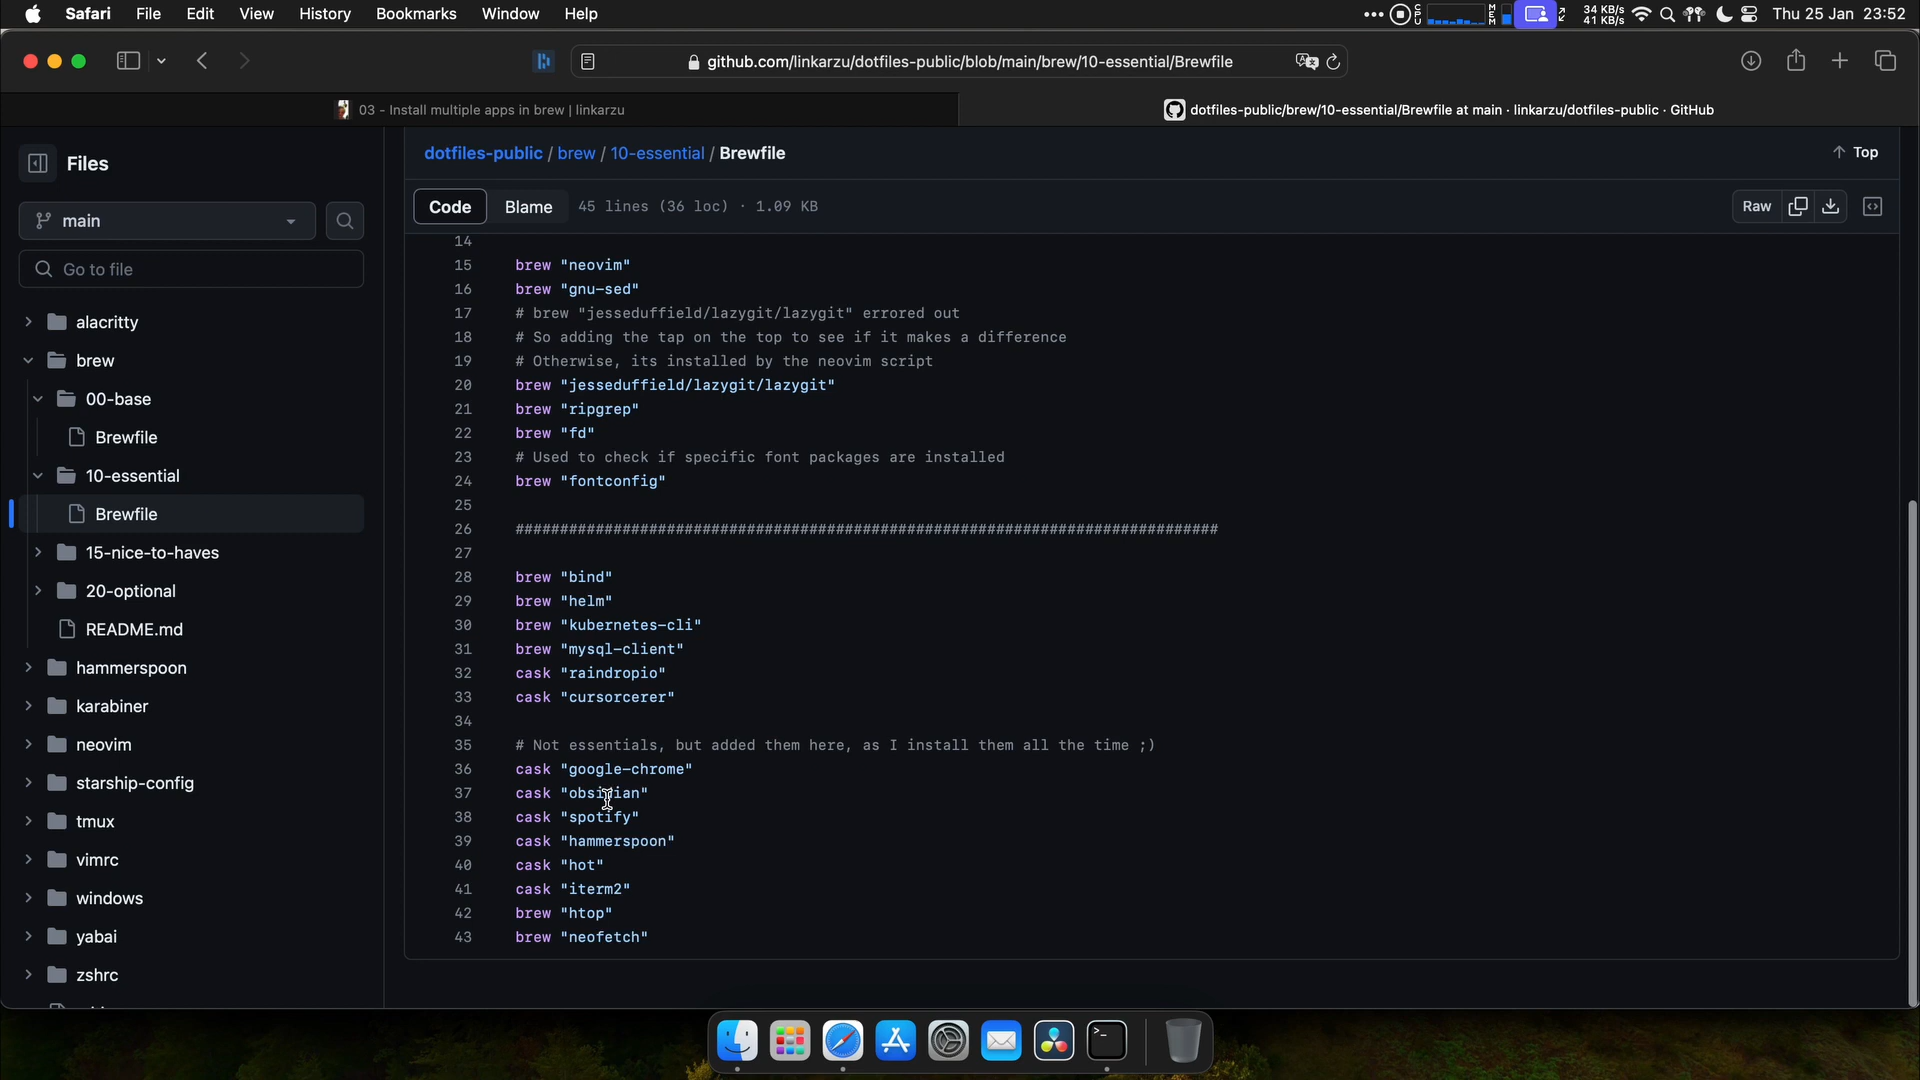 Safari File Edit View History Bookmarks Window Help
34 KB/s
41 KB/s
Thu 25 Jan 23:52
github.com/linkarzu/dotfiles-public/blob/main/brew/10-essential/Brewfile
03 - Install multiple apps in brew | linkarzu
dotfiles-public/brew/10-essential/Brewfile at main · linkarzu/dotfiles-public · GitHub
Files
main
Go to file
alacritty
brew
00-base
Brewfile
10-essential
Brewfile
15-nice-to-haves
20-optional
README.md
hammerspoon
karabiner
neovim
starship-config
tmux
vimrc
windows
yabai
zshrc
dotfiles-public / brew / 10-essential / Brewfile
Top
Code Blame 45 lines (36 loc) · 1.09 KB
Raw
14
15 brew "neovim"
16 brew "gnu-sed"
17 # brew "jesseduffield/lazygit/lazygit" errored out
18 # So adding the tap on the top to see if it makes a difference
19 # Otherwise, its installed by the neovim script
20 brew "jesseduffield/lazygit/lazygit"
21 brew "ripgrep"
22 brew "fd"
23 # Used to check if specific font packages are installed
24 brew "fontconfig"
25
26 ###############################################################################
27
28 brew "bind"
29 brew "helm"
30 brew "kubernetes-cli"
31 brew "mysql-client"
32 cask "raindropio"
33 cask "cursorcerer"
34
35 # Not essentials, but added them here, as I install them all the time ;)
36 cask "google-chrome"
37 cask "obsidian"
38 cask "spotify"
39 cask "hammerspoon"
40 cask "hot"
41 cask "iterm2"
42 brew "htop"
43 brew "neofetch"